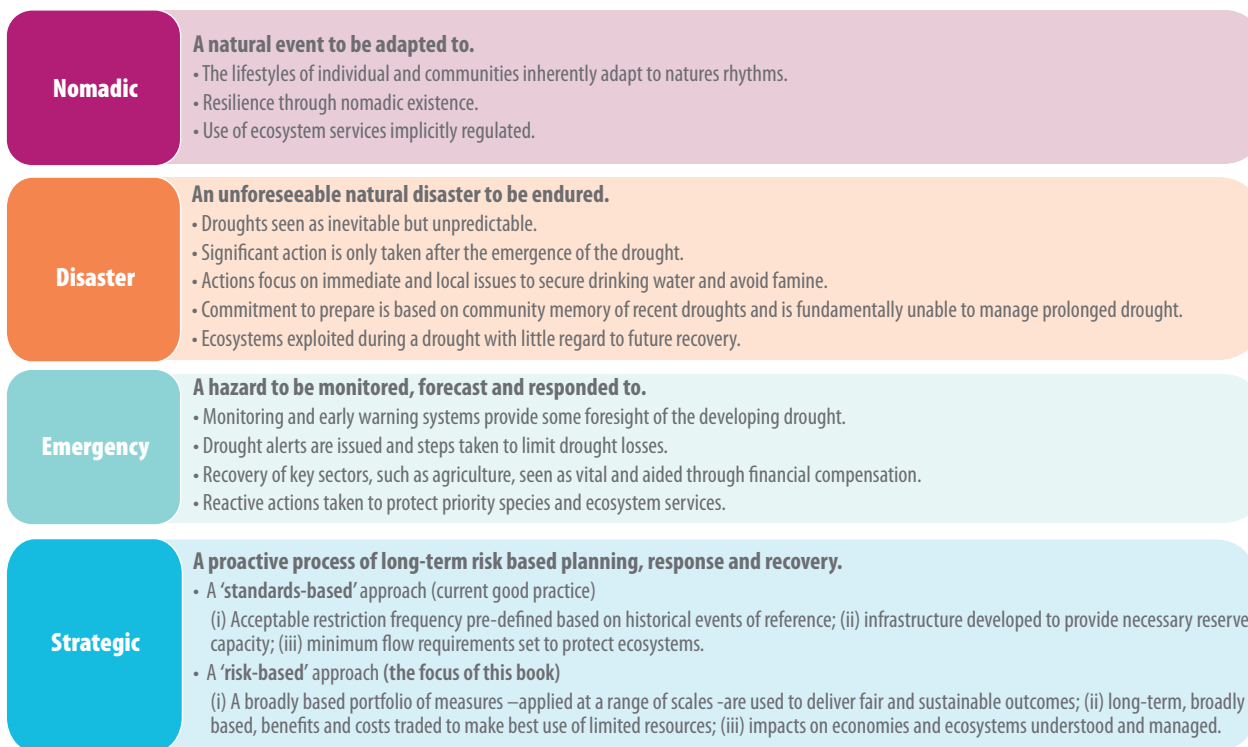 Nomadic
A natural event to be adapted to.
• The lifestyles of individual and communities inherently adapt to natures rhythms.
• Resilience through nomadic existence.
• Use of ecosystem services implicitly regulated.
Disaster
An unforeseeable natural disaster to be endured.
• Droughts seen as inevitable but unpredictable.
• Significant action is only taken after the emergence of the drought.
• Actions focus on immediate and local issues to secure drinking water and avoid famine.
• Commitment to prepare is based on community memory of recent droughts and is fundamentally unable to manage prolonged drought.
• Ecosystems exploited during a drought with little regard to future recovery.
Emergency
A hazard to be monitored, forecast and responded to.
• Monitoring and early warning systems provide some foresight of the developing drought.
• Drought alerts are issued and steps taken to limit drought losses.
• Recovery of key sectors, such as agriculture, seen as vital and aided through financial compensation.
• Reactive actions taken to protect priority species and ecosystem services.
Strategic
A proactive process of long-term risk based planning, response and recovery.
• A ‘standards-based’ approach (current good practice)
(i) Acceptable restriction frequency pre-defined based on historical events of reference; (ii) infrastructure developed to provide necessary reserve
capacity; (iii) minimum flow requirements set to protect ecosystems.
• A ‘risk-based’ approach (the focus of this book)
(i) A broadly based portfolio of measures –applied at a range of scales -are used to deliver fair and sustainable outcomes; (ii) long-term, broadly
based, benefits and costs traded to make best use of limited resources; (iii) impacts on economies and ecosystems understood and managed.